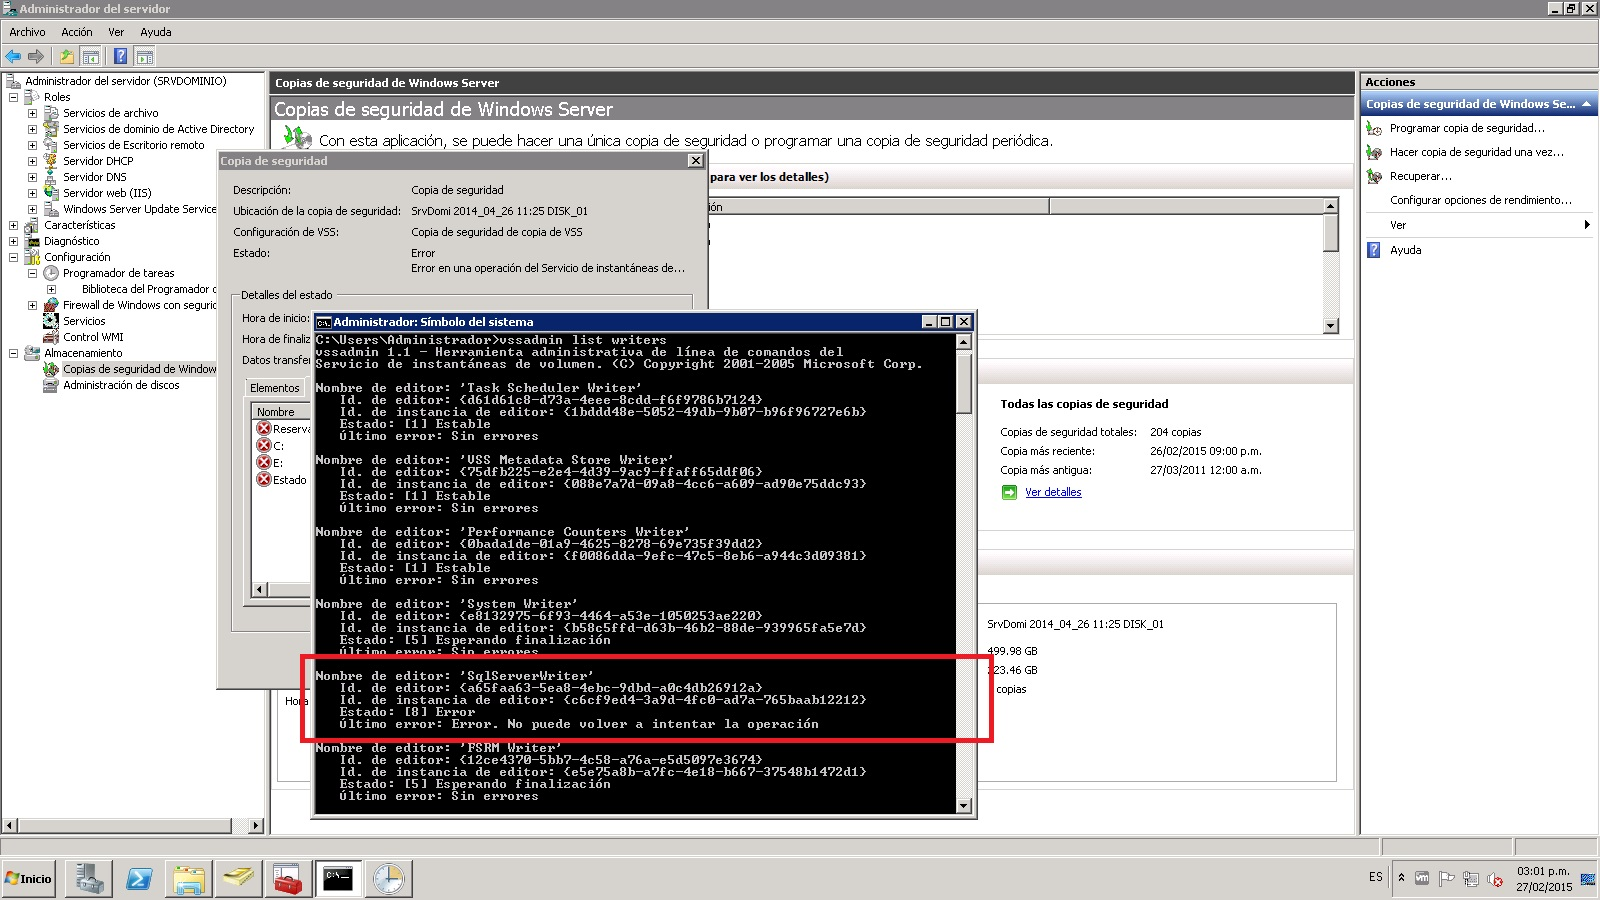 Administrador del servidor
Archivo Acción Ver Ayuda
Administrador del servidor (SRVDOMINIO)
Roles
Servicios de archivo
Servicios de dominio de Active Directory
Servicios de Escritorio remoto
Servidor DHCP
Servidor DNS
Servidor web (IIS)
Windows Server Update Service
Características
Diagnóstico
Configuración
Programador de tareas
Biblioteca del Programador
Firewall de Windows con seguri
Servicios
Control WMI
Almacenamiento
Copias de seguridad de Window
Administración de discos
Copias de seguridad de Windows Server
Copias de seguridad de Windows Server
Con esta aplicación, se puede hacer una única copia de seguridad o programar una copia de seguridad periódica.
para ver los detalles)
ión
Copia de seguridad
Descripción: Copia de seguridad
Ubicación de la copia de seguridad: SrvDomi 2014_04_26 11:25 DISK_01
Configuración de VSS: Copia de seguridad de copia de VSS
Estado: Error
Error en una operación del Servicio de instantáneas de...
Detalles del estado
Hora de inicio:
Hora de finaliz
Datos transfer
Elementos
Nombre
Reserva
C:
E:
Estado
Hora
Administrador: Símbolo del sistema
C:\Users\Administrador>vssadmin list writers
vssadmin 1.1 - Herramienta administrativa de línea de comandos del
Servicio de instantáneas de volumen. (C) Copyright 2001-2005 Microsoft Corp.
Nombre de editor: 'Task Scheduler Writer'
Id. de editor: {d61d61c8-d73a-4eee-8cdd-f6f9786b7124}
Id. de instancia de editor: {1bddd48e-5052-49db-9b07-b96f96727e6b}
Estado: [1] Estable
Último error: Sin errores
Nombre de editor: 'VSS Metadata Store Writer'
Id. de editor: {75dfb225-e2e4-4d39-9ac9-ffaff65ddf06}
Id. de instancia de editor: {088e7a7d-09a8-4cc6-a609-ad90e75ddc93}
Estado: [1] Estable
Último error: Sin errores
Nombre de editor: 'Performance Counters Writer'
Id. de editor: {0bada1de-01a9-4625-8278-69e735f39dd2}
Id. de instancia de editor: {f0086dda-9efc-47c5-8eb6-a944c3d09381}
Estado: [1] Estable
Último error: Sin errores
Nombre de editor: 'System Writer'
Id. de editor: {e8132975-6f93-4464-a53e-1050253ae220}
Id. de instancia de editor: {b58c5ffd-d63b-46b2-88de-939965fa5e7d}
Estado: [5] Esperando finalización
Último error: Sin errores
Nombre de editor: 'SqlServerWriter'
Id. de editor: {a65faa63-5ea8-4ebc-9dbd-a0c4db26912a}
Id. de instancia de editor: {c6cf9ed4-3a9d-4fc0-ad7a-765baab12212}
Estado: [8] Error
Último error: Error. No puede volver a intentar la operación
Nombre de editor: 'FSRM Writer'
Id. de editor: {12ce4370-5bb7-4c58-a76a-e5d5097e3674}
Id. de instancia de editor: {e5e75a8b-a7fc-4e18-b667-37548b1472d1}
Estado: [5] Esperando finalización
Último error: Sin errores
Todas las copias de seguridad
Copias de seguridad totales: 204 copias
Copia más reciente: 26/02/2015 09:00 p.m.
Copia más antigua: 27/03/2011 12:00 a.m.
Ver detalles
SrvDomi 2014_04_26 11:25 DISK_01
499.98 GB
23.46 GB
copias
Acciones
Copias de seguridad de Windows Se...
Programar copia de seguridad...
Hacer copia de seguridad una vez...
Recuperar...
Configurar opciones de rendimiento...
Ver
Ayuda
Inicio
ES
03:01 p.m.
27/02/2015